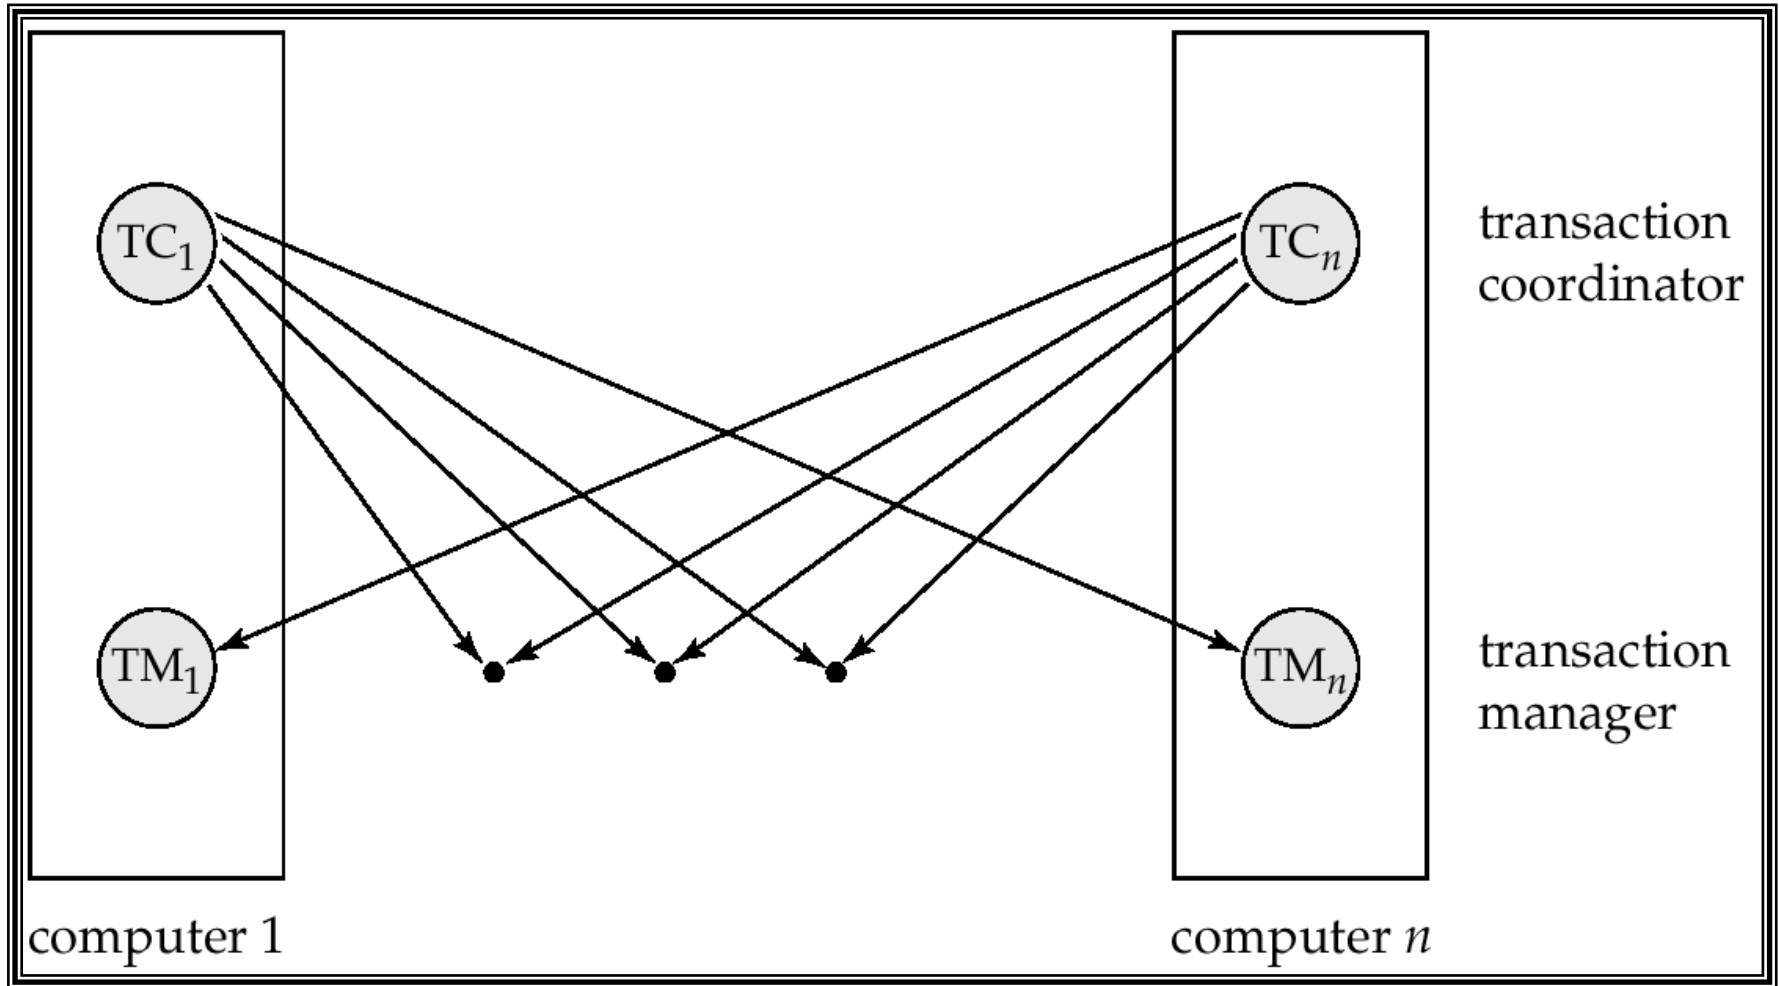 TC1
TCn
transaction
coordinator
TM1
TMn
transaction
manager
computer 1
computer n